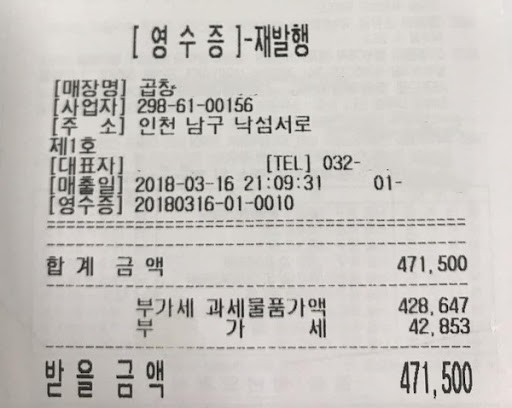 [ 영 수 증 ]-재발행
[매장명] 곱창
[사업자] 298-61-00156
[주 소] 인천 남구 낙섬서로
제1호
[대표자] [TEL] 032-
[매출일] 2018-03-16 21:09:31 01-
[영수증] 20180316-01-0010
합 계 금 액 471,500
부가세 과세물품가액 428,647
부 가 세 42,853
받 을 금 액 471,500